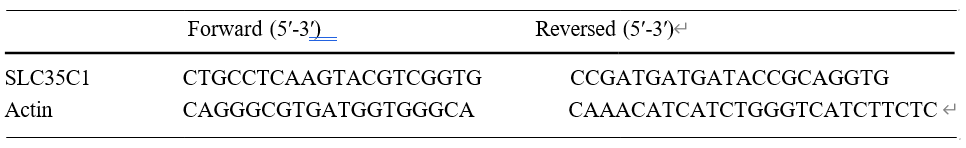 Forward (5′-3′) Reversed (5′-3′)↵
SLC35C1 CTGCCTCAAGTACGTCGGTG CCGATGATGATACCGCAGGTG
Actin CAGGGCGTGATGGTGGGCA CAAACATCATCTGGGTCATCTTCTC ↵